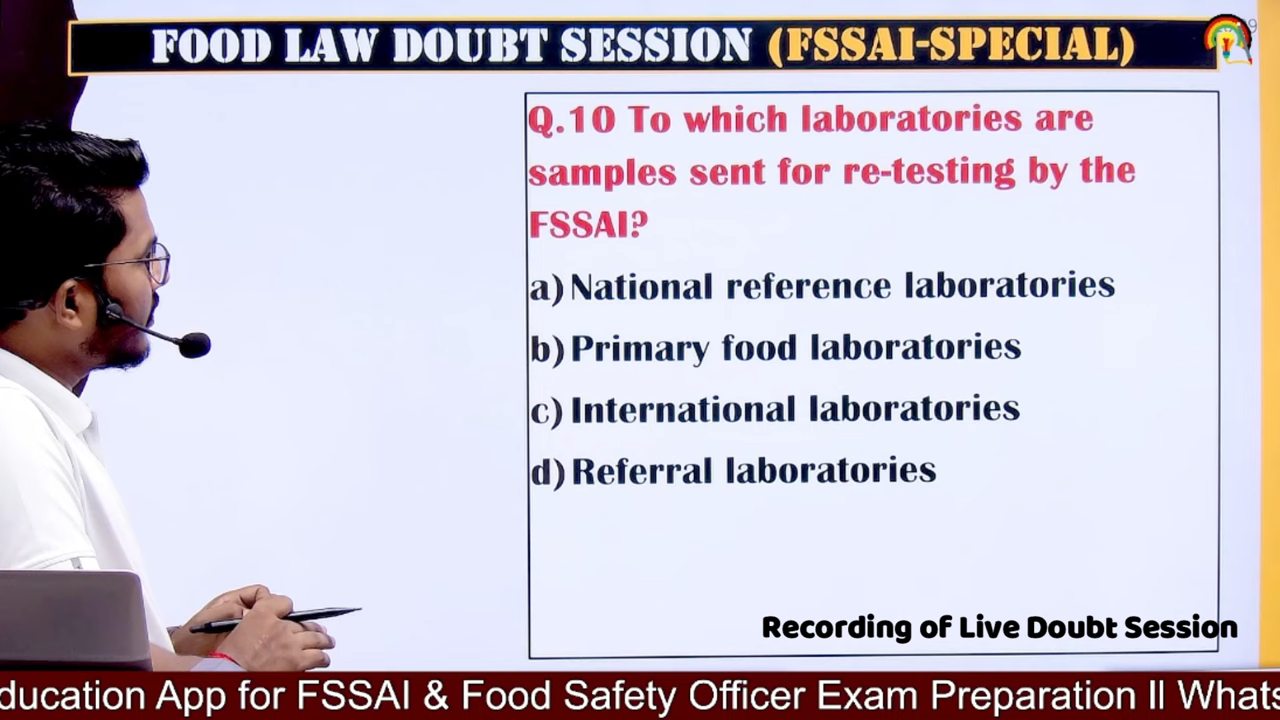 FOOD LAW DOUBT SESSION (FSSAI-SPECIAL)
Q.10 To which laboratories are
samples sent for re-testing by the
FSSAI?
a) National reference laboratories
b) Primary food laboratories
c) International laboratories
d) Referral laboratories
Recording of Live Doubt Session
ducation App for FSSAI & Food Safety Officer Exam Preparation II Whats